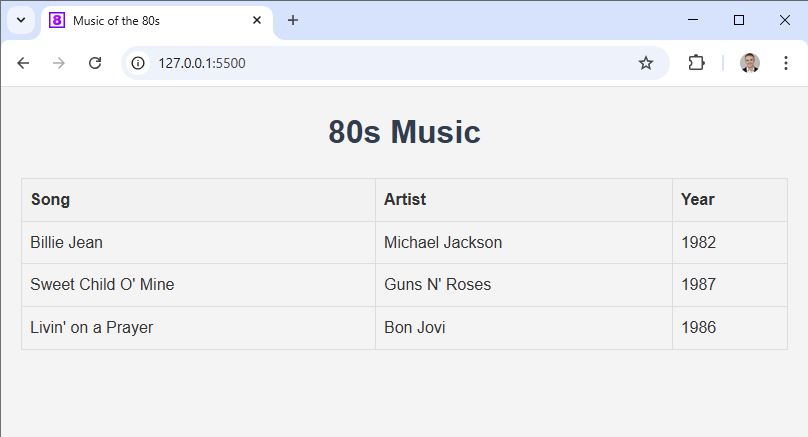 8 Music of the 80s
127.0.0.1:5500
80s Music
Song Artist Year
Billie Jean Michael Jackson 1982
Sweet Child O' Mine Guns N' Roses 1987
Livin' on a Prayer Bon Jovi 1986